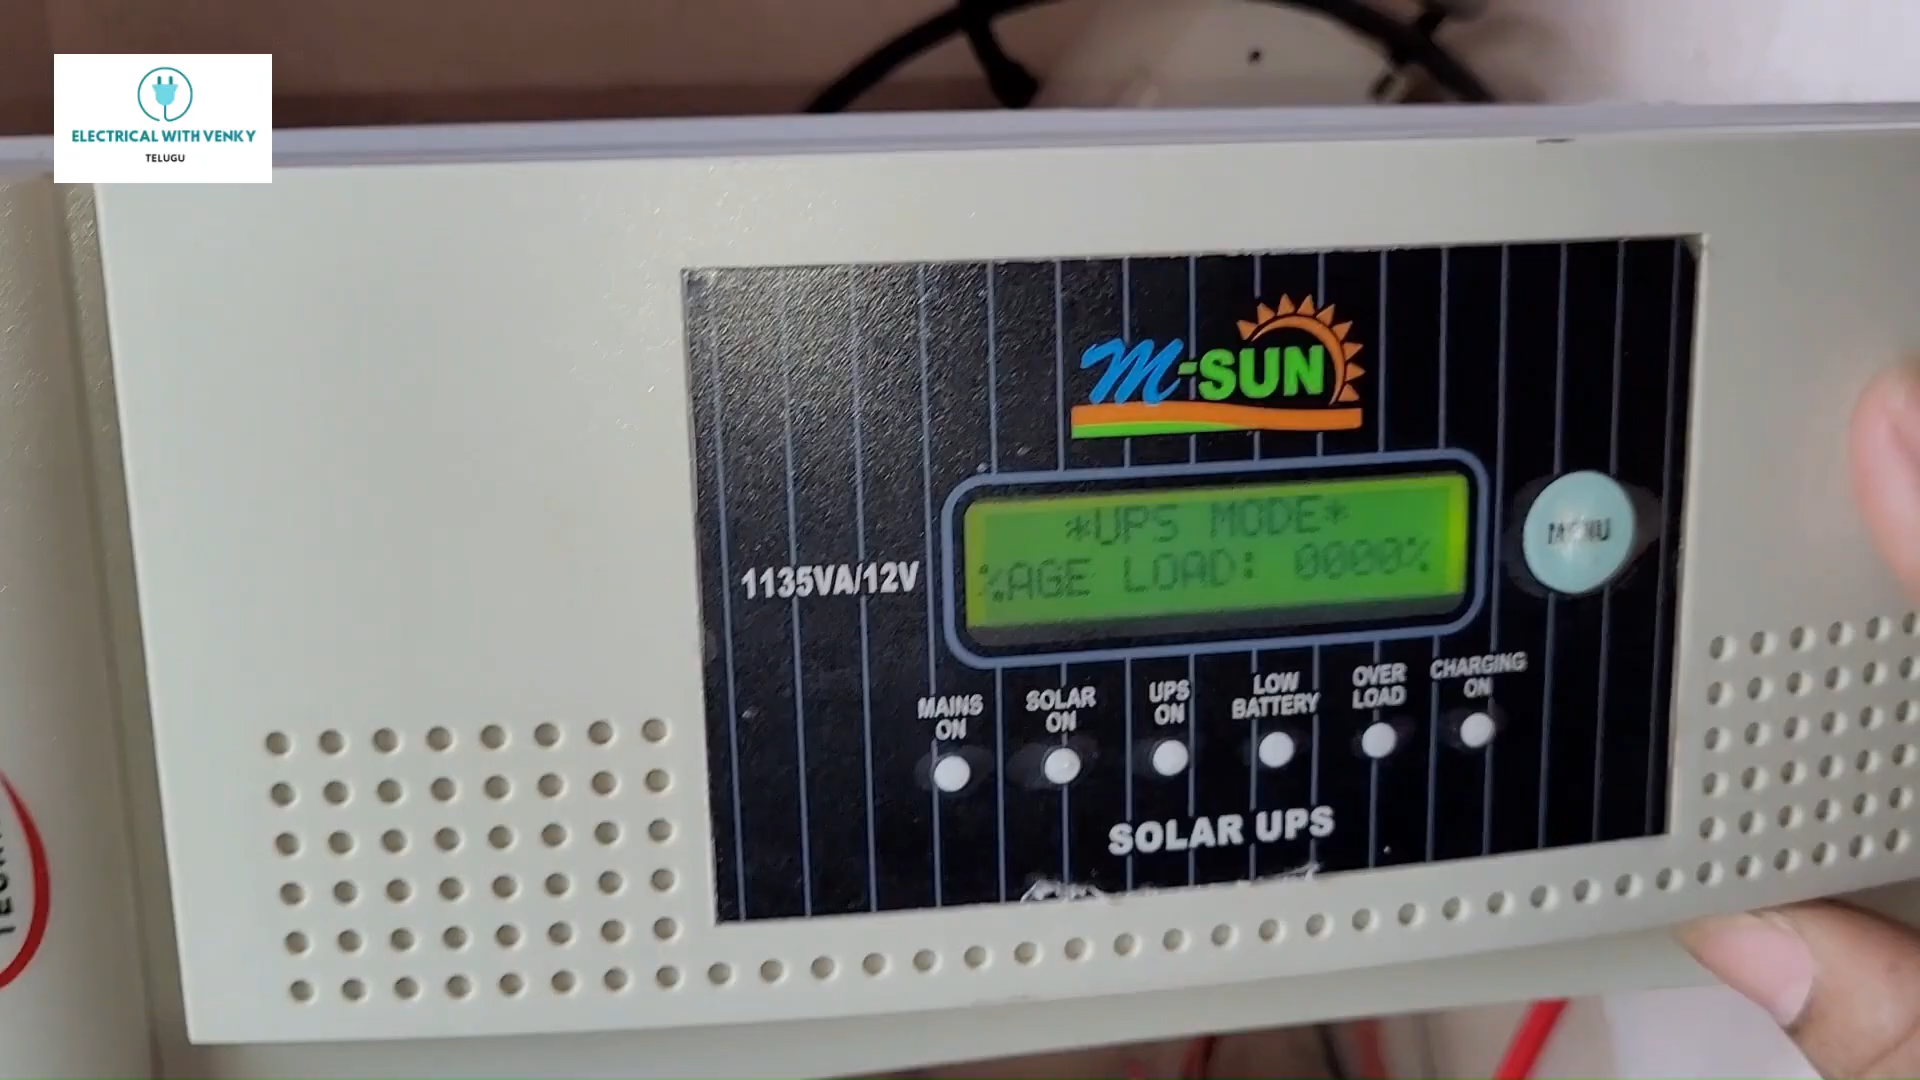 ELECTRICAL WITH VENKY
TELUGU
M-SUN
*UPS MODE*
%AGE LOAD: 0000%
MENU
1135VA/12V
MAINS ON
SOLAR ON
UPS ON
LOW BATTERY
OVER LOAD
CHARGING ON
SOLAR UPS